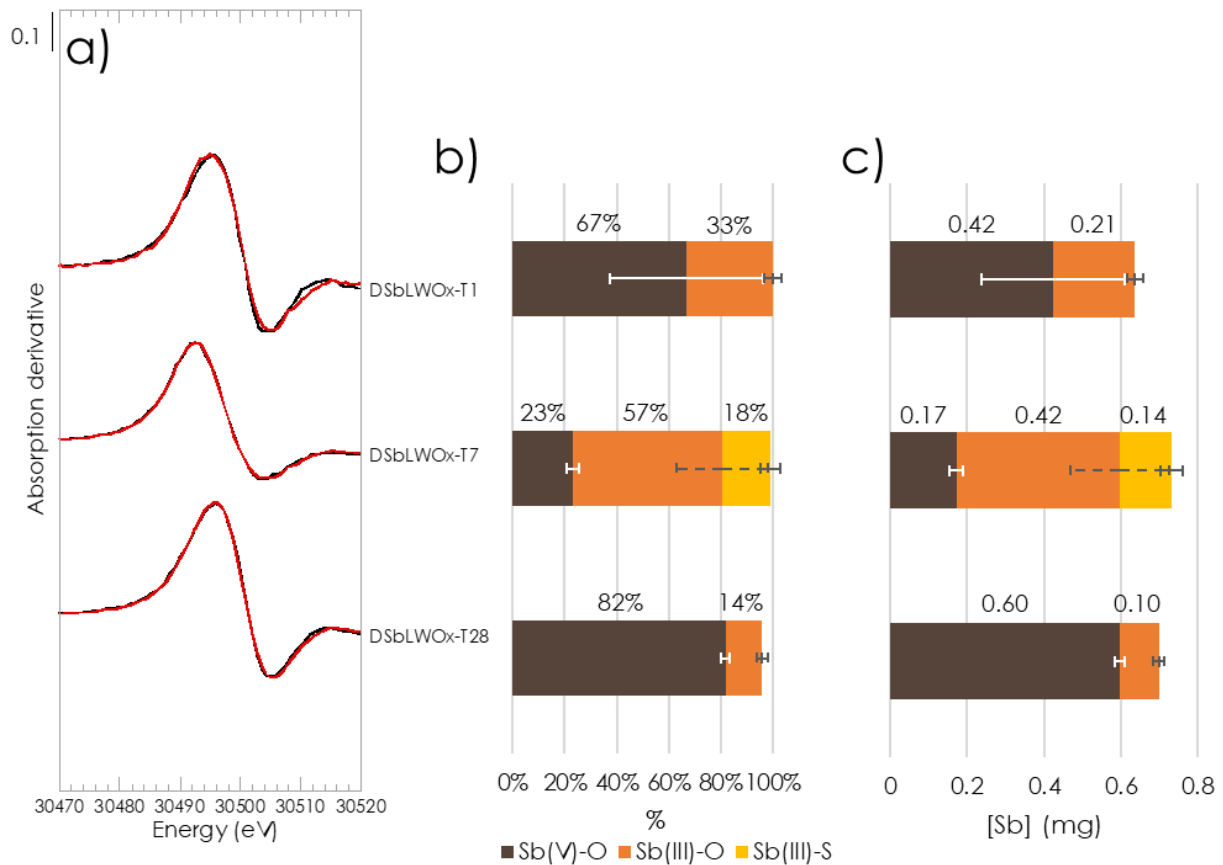 0.1
a)
Absorption derivative
DSbLWOx-T1
DSbLWOx-T7
DSbLWOx-T28
30470 30480 30490 30500 30510 30520
Energy (eV)
b)
67% 33%
23% 57% 18%
82% 14%
0% 20% 40% 60% 80% 100%
%
c)
0.42 0.21
0.17 0.42 0.14
0.60 0.10
0 0.2 0.4 0.6 0.8
[Sb] (mg)
Sb(V)-O Sb(III)-O Sb(III)-S